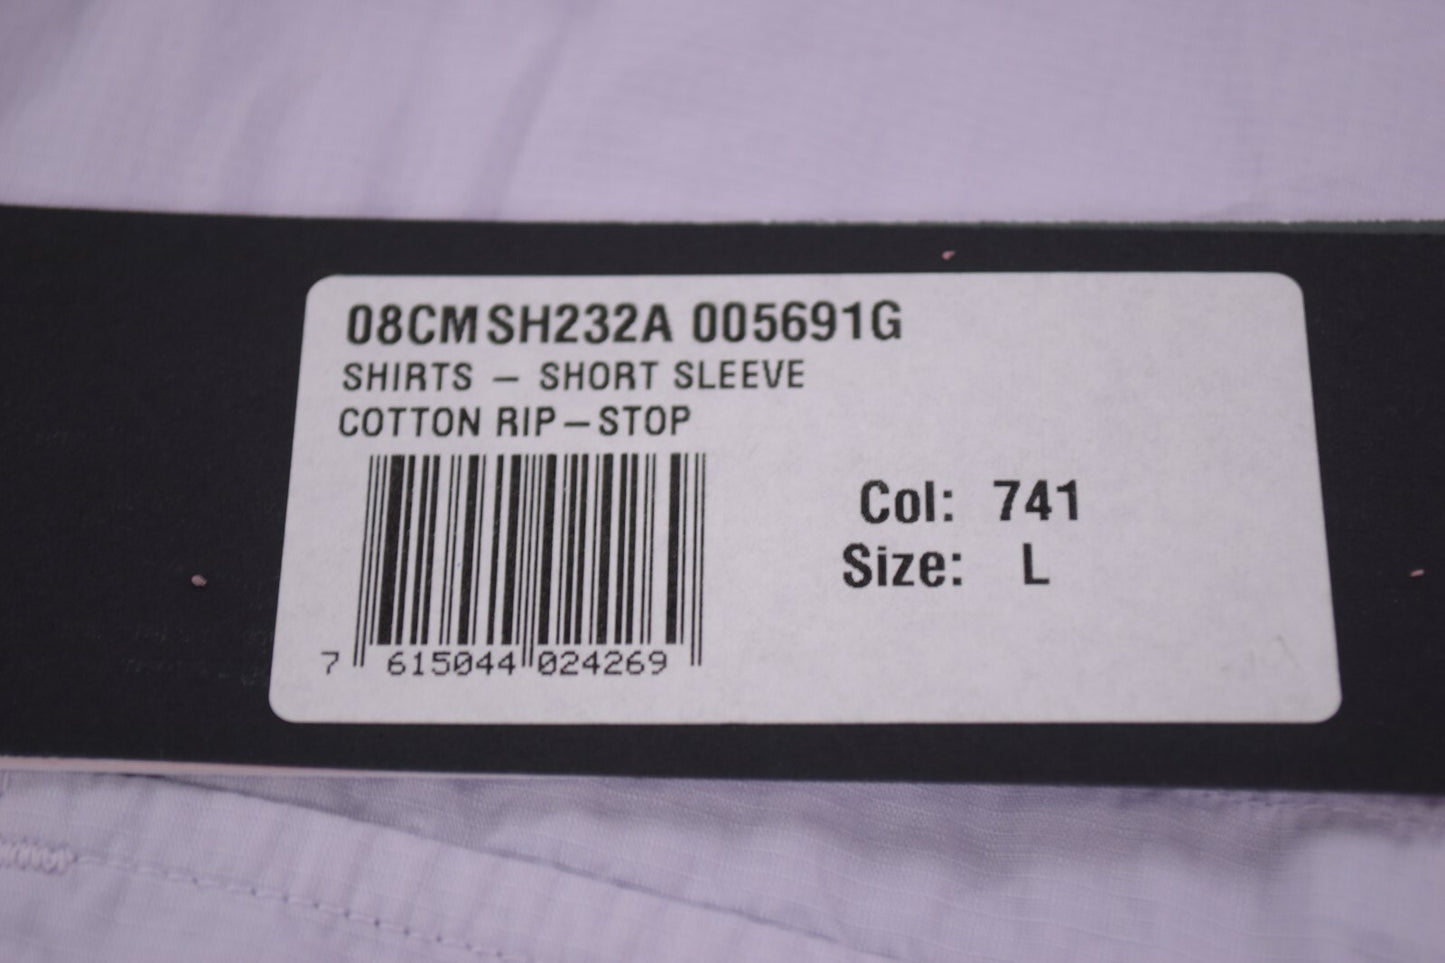 08CMSH232A 005691G
SHIRTS – SHORT SLEEVE
COTTON RIP–STOP
Col: 741
Size: L
7 615044 024269